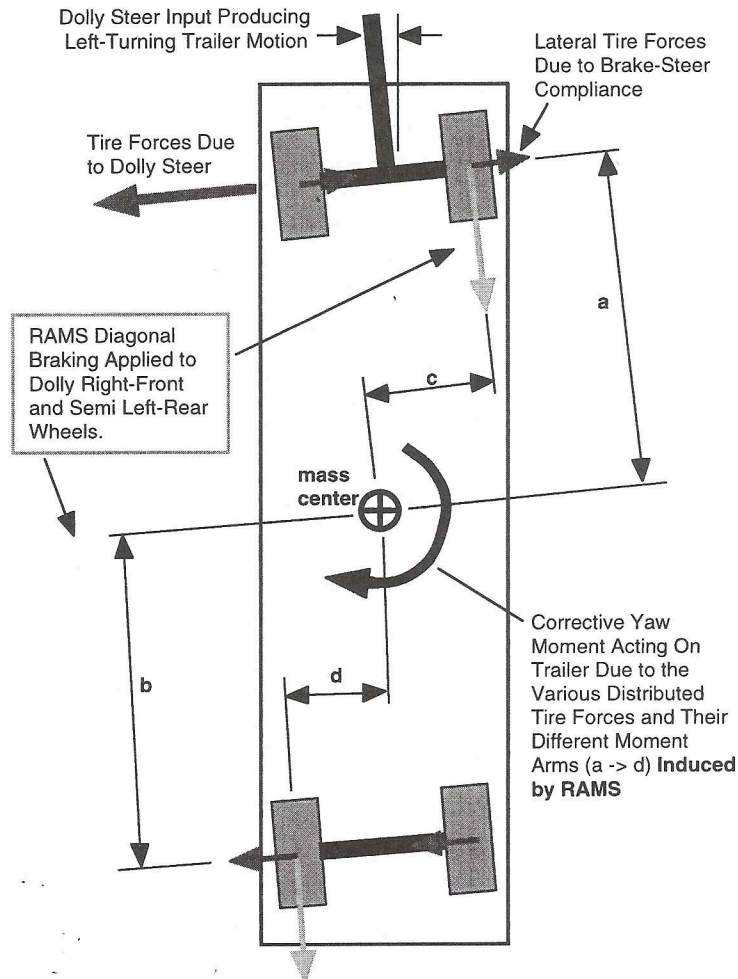 Dolly Steer Input Producing
Left-Turning Trailer Motion
Lateral Tire Forces
Due to Brake-Steer
Compliance
Tire Forces Due
to Dolly Steer
a
RAMS Diagonal
Braking Applied to
Dolly Right-Front
and Semi Left-Rear
Wheels.
c
mass
center
b
d
Corrective Yaw
Moment Acting On
Trailer Due to the
Various Distributed
Tire Forces and Their
Different Moment
Arms (a -> d) Induced
by RAMS